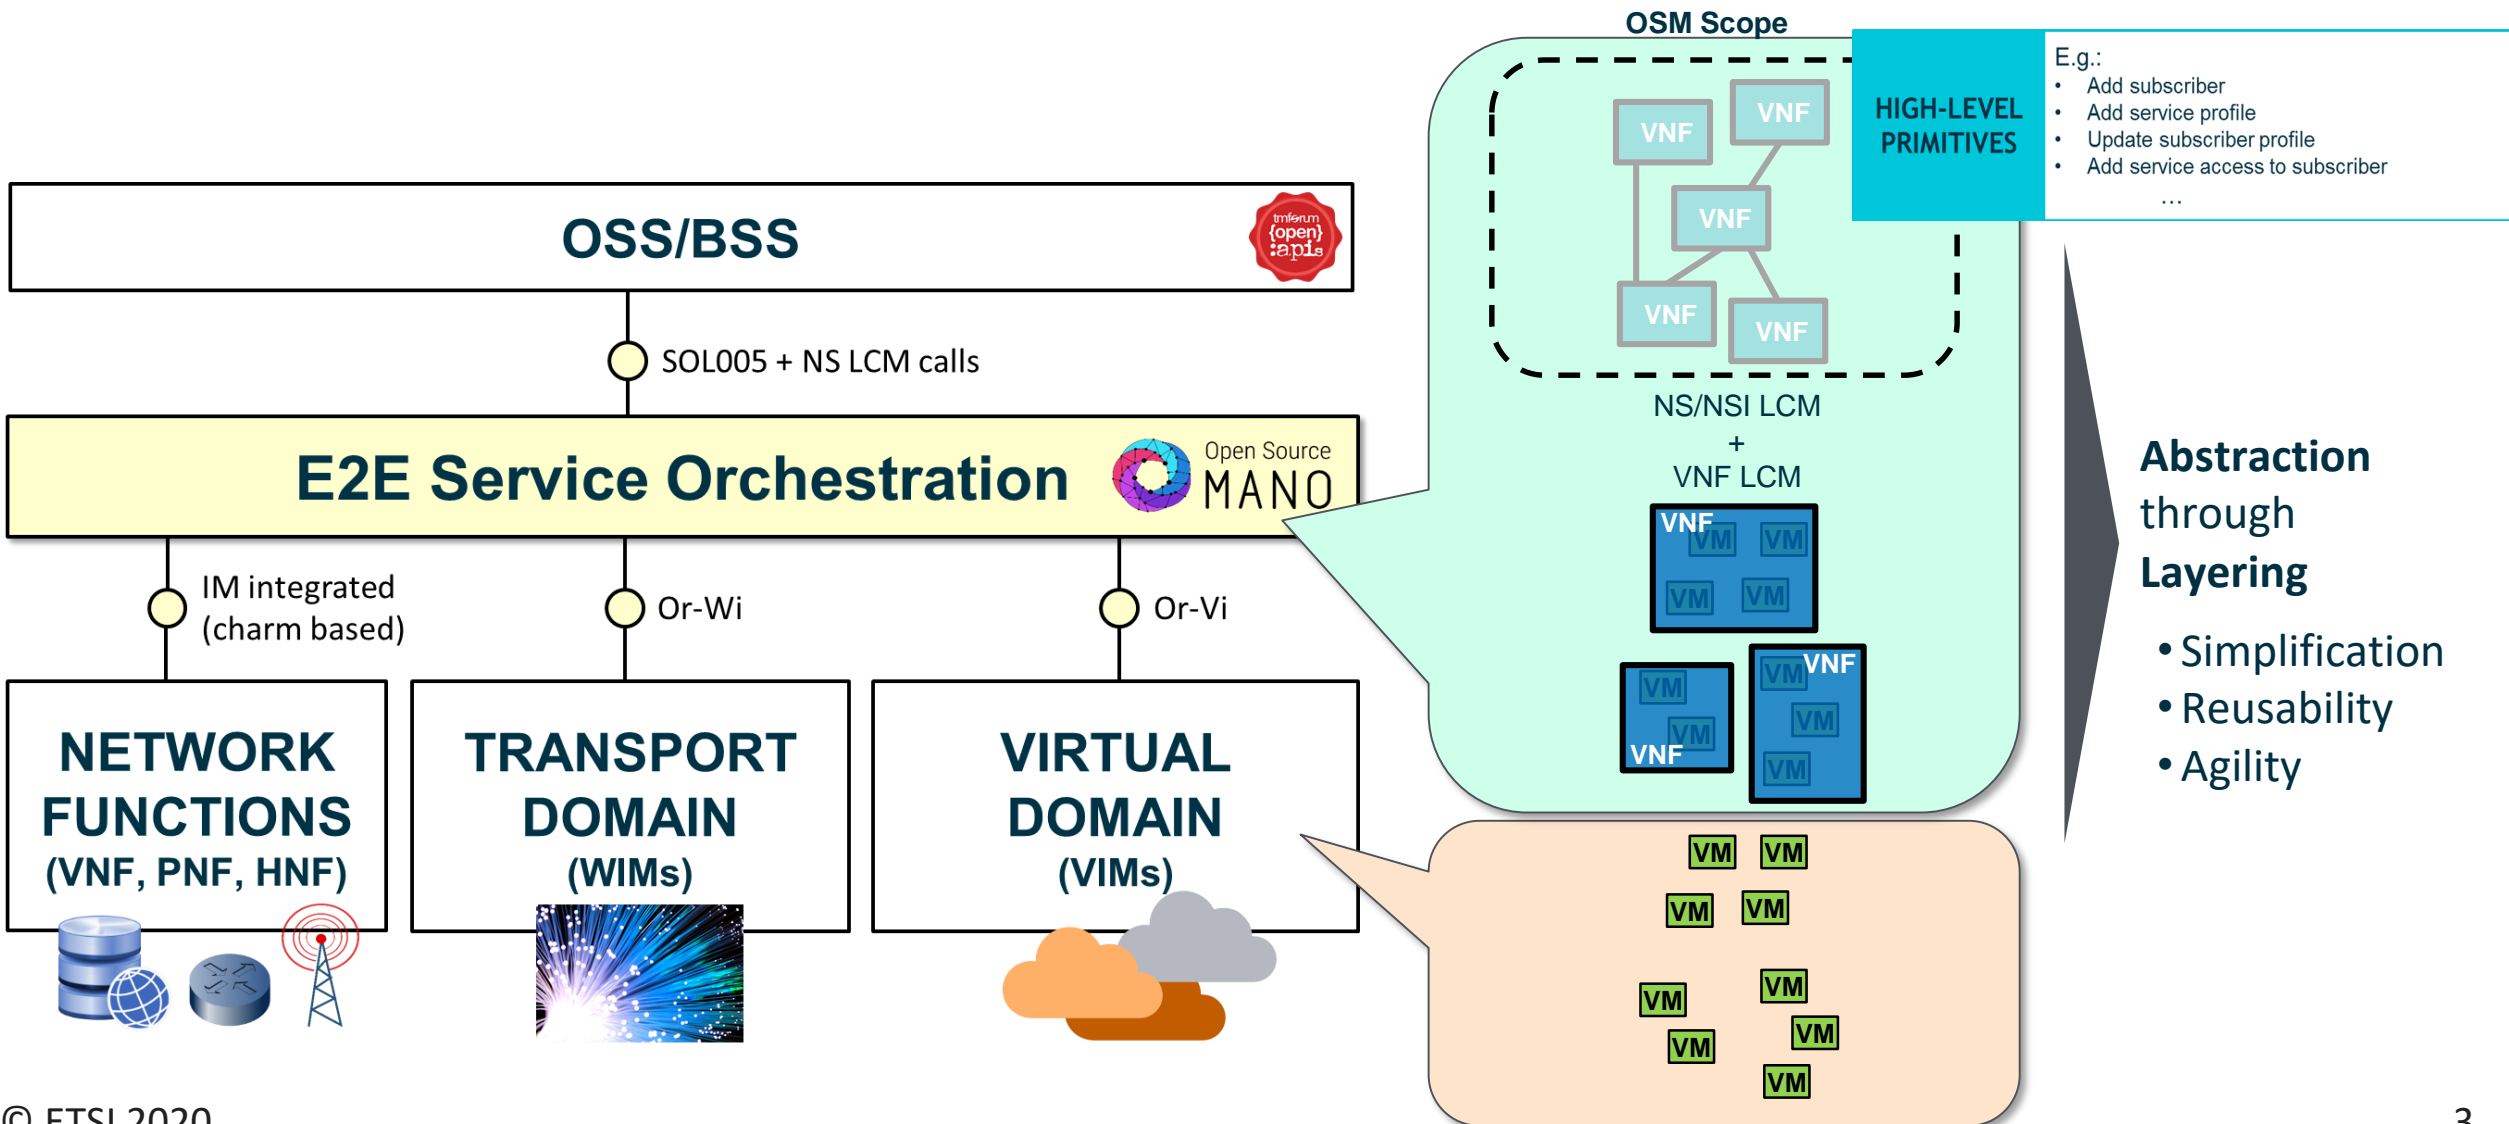 OSM Scope
HIGH-LEVEL
PRIMITIVES
E.g.:
• Add subscriber
• Add service profile
• Update subscriber profile
• Add service access to subscriber
...
VNF
VNF
VNF
VNF
VNF
OSS/BSS
tmforum
{open}
:apis
SOL005 + NS LCM calls
E2E Service Orchestration
Open Source
MANO
IM integrated
(charm based)
Or-Wi
Or-Vi
NETWORK
FUNCTIONS
(VNF, PNF, HNF)
TRANSPORT
DOMAIN
(WIMs)
VIRTUAL
DOMAIN
(VIMs)
NS/NSI LCM
+
VNF LCM
VNF
VM VM
VM VM
VM
VM
VNF
VM VNF
VM
VM
VM VM
VM VM
VM VM
VM VM
VM
Abstraction
through
Layering
• Simplification
• Reusability
• Agility
© ETSI 2020
3